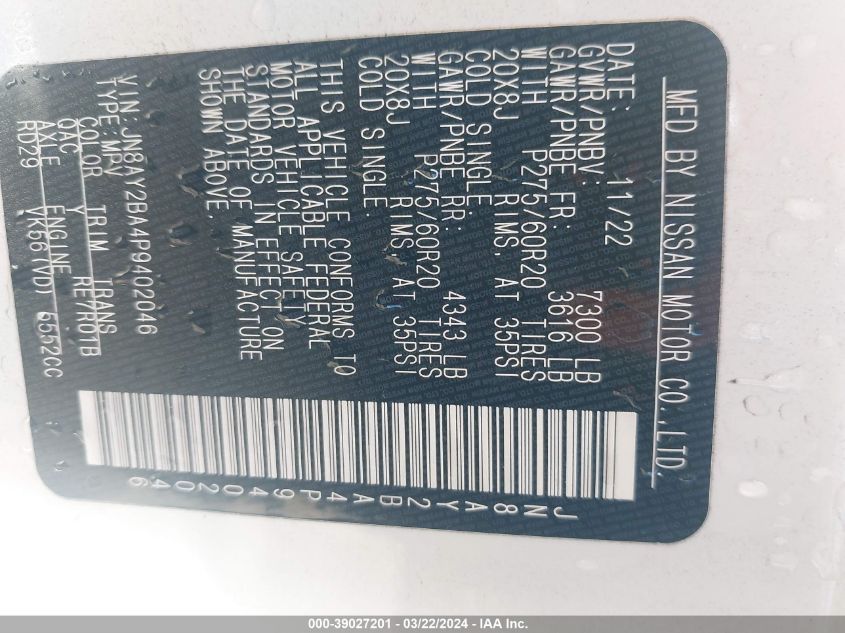 MFD BY NISSAN MOTOR CO.,LTD.
DATE: 11/22
GVWR/PNBV: 7300 LB
GAWR/PNBE FR: 3616 LB
WITH P275/60R20 TIRES
20X8J RIMS, AT 35PSI
COLD SINGLE.
GAWR/PNBE RR: 4343 LB
WITH P275/60R20 TIRES
20X8J RIMS, AT 35PSI
COLD SINGLE.
THIS VEHICLE CONFORMS TO
ALL APPLICABLE FEDERAL
MOTOR VEHICLE SAFETY
STANDARDS IN EFFECT ON
THE DATE OF MANUFACTURE
SHOWN ABOVE.
VIN: JN8AY2BA4P9402046
TYPE:MPV
COLOR TRIM TRANS
QAC Y RE7R01B
AXLE ENGINE
RD29 VK56(VD) 5552CC
JN8AY2BA4P9402046
000-39027201 - 03/22/2024 - IAA Inc.